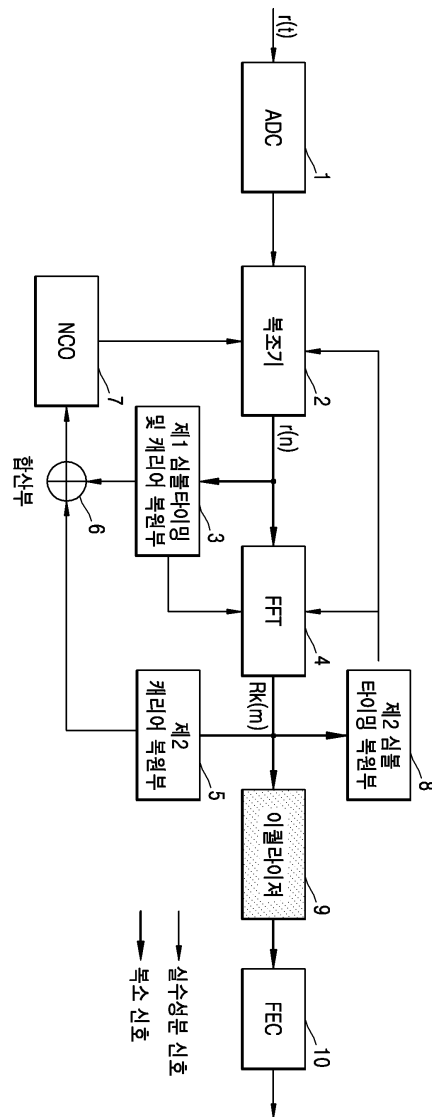 r(t)
ADC
1
복조기
2
r(n)
제1 심볼타이밍
및 캐리어 복원부
3
FFT
4
Rk(m)
제2
캐리어 복원부
5
합산부
6
NCO
7
제2 심볼
타이밍 복원부
8
이퀄라이져
9
FEC
10
실수성분 신호
복소 신호